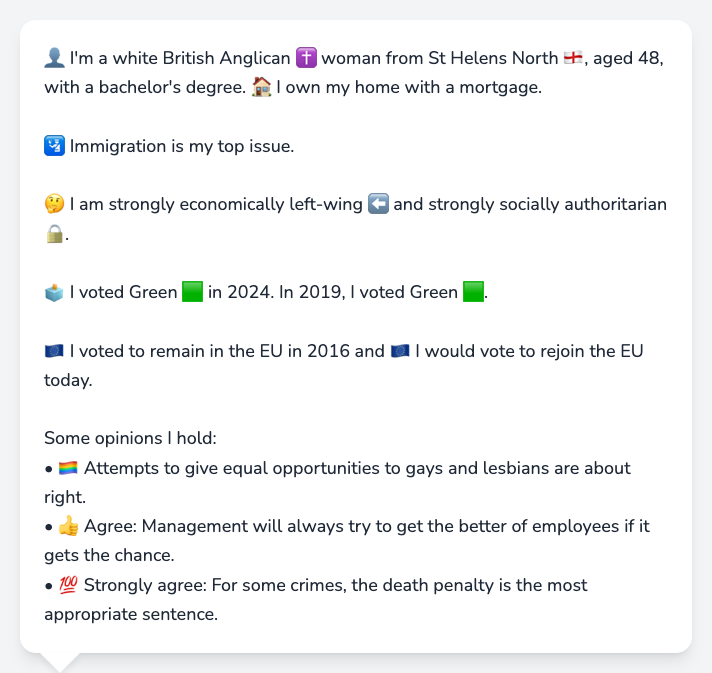 👤 I'm a white British Anglican ✝️ woman from St Helens North 🏴󠁧󠁢󠁥󠁮󠁧󠁿, aged 48,
with a bachelor's degree. 🏠 I own my home with a mortgage.
🛂 Immigration is my top issue.
🤔 I am strongly economically left-wing ⬅️ and strongly socially authoritarian
🔒.
🗳️ I voted Green 🟩 in 2024. In 2019, I voted Green 🟩.
🇪🇺 I voted to remain in the EU in 2016 and 🇪🇺 I would vote to rejoin the EU
today.
Some opinions I hold:
• 🏳️‍🌈 Attempts to give equal opportunities to gays and lesbians are about
right.
• 👍 Agree: Management will always try to get the better of employees if it
gets the chance.
• 💯 Strongly agree: For some crimes, the death penalty is the most
appropriate sentence.